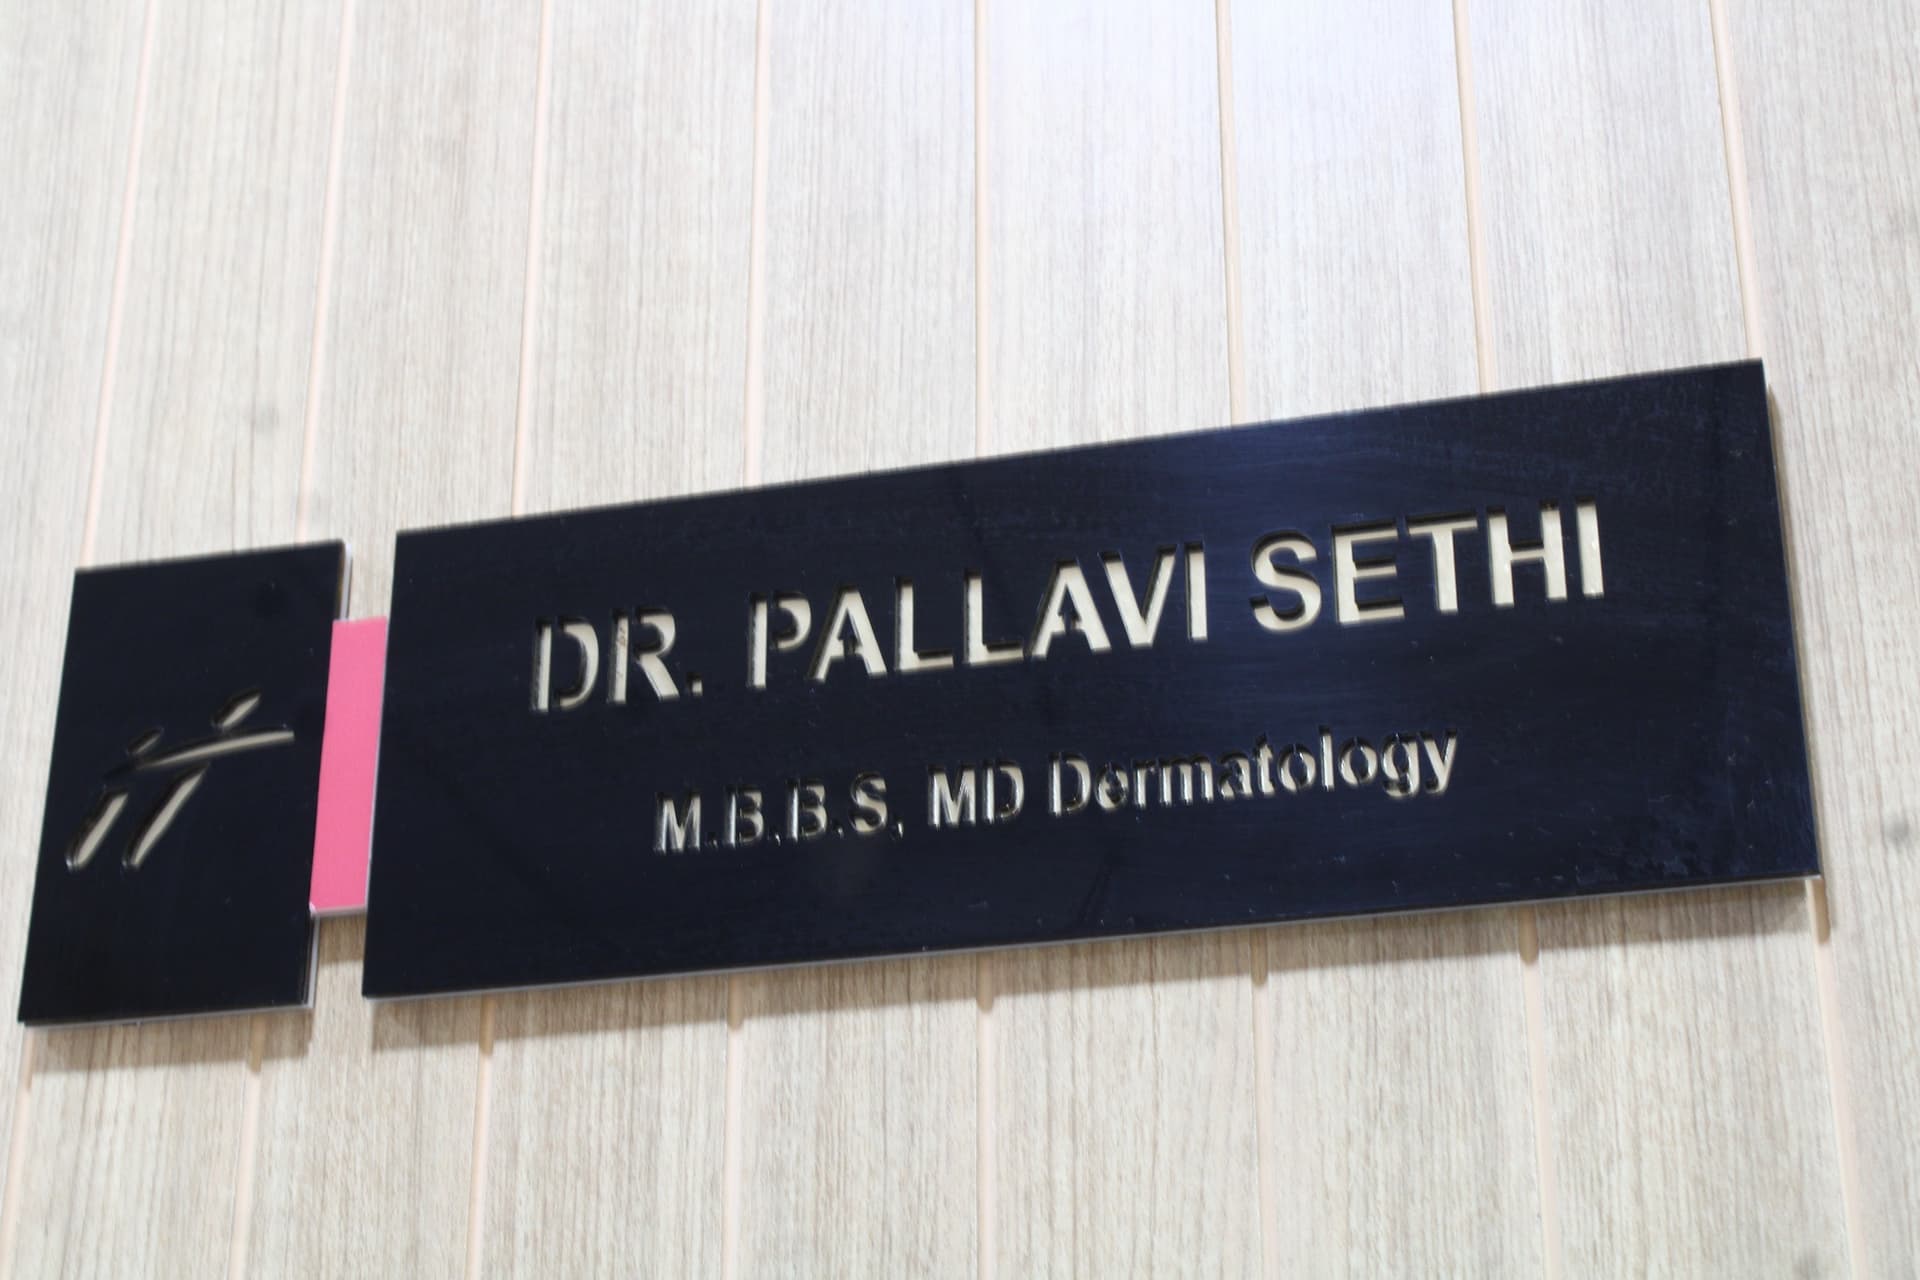 DR. PALLAVI SETHI
M.B.B.S, MD Dermatology